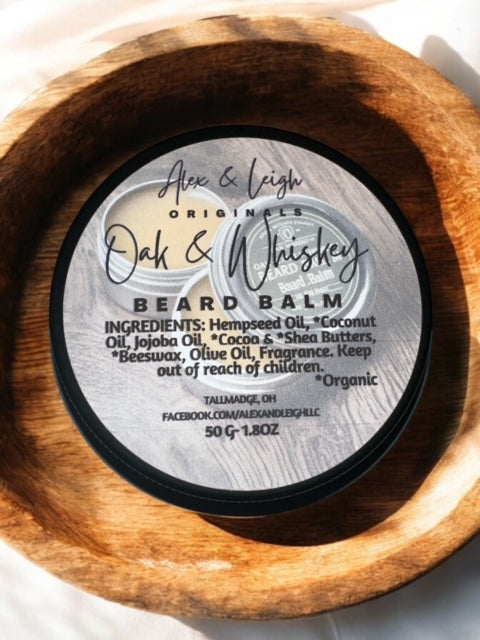 Alex & Leigh
ORIGINALS
Oak & Whiskey
BEARD BALM
INGREDIENTS: Hempseed Oil, *Coconut
Oil, Jojoba Oil, *Cocoa & *Shea Butters,
*Beeswax, Olive Oil, Fragrance. Keep
out of reach of children.
*Organic
TALLMADGE, OH
FACEBOOK.COM/ALEXANDLEIGHLLC
50 G- 1.8OZ